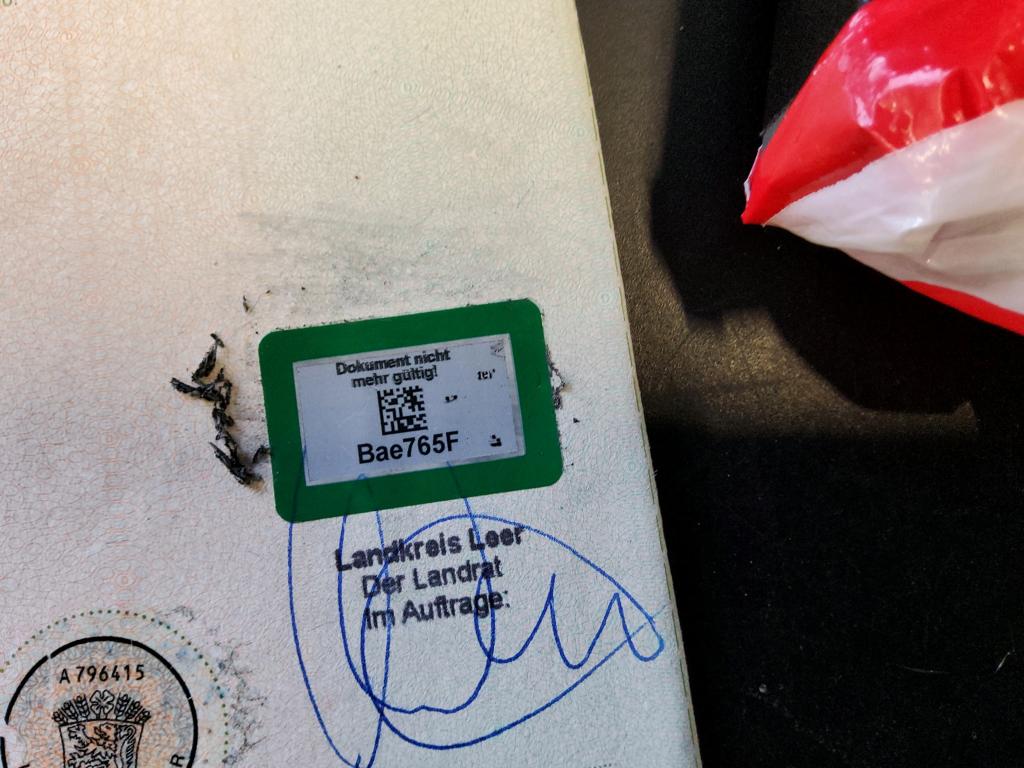 Dokument nicht
mehr gültig!
Bae765F
Landkreis Leer
Der Landrat
Im Auftrage:
A 796415
R